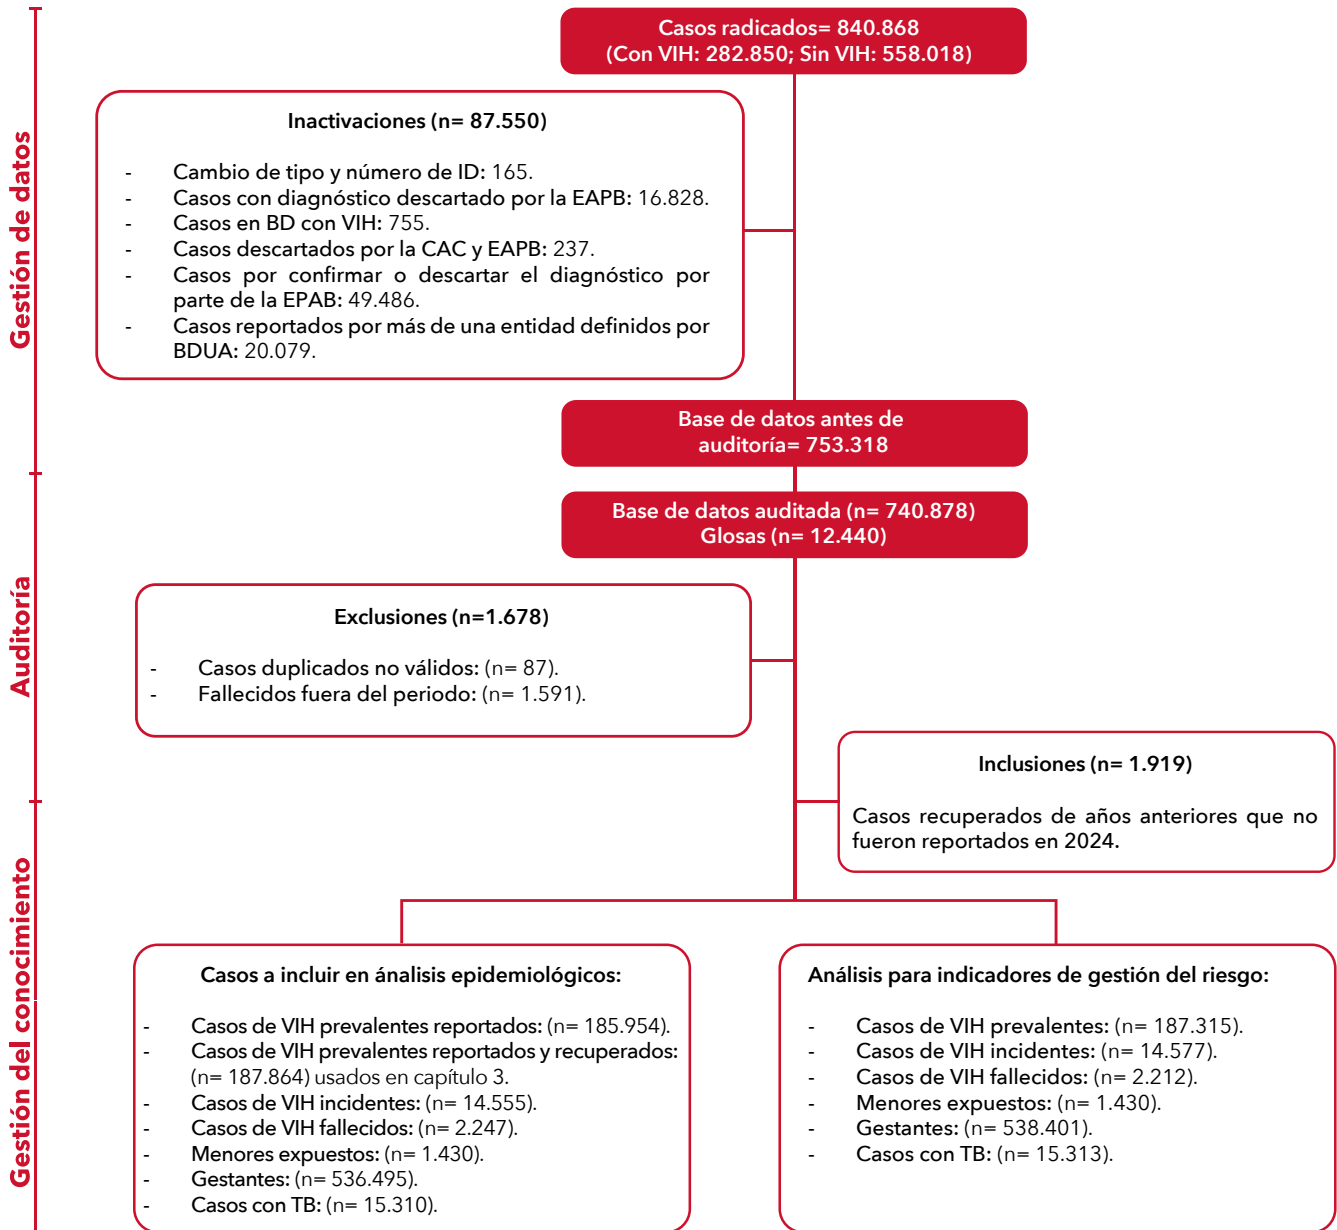 Gestión de datos
Casos radicados= 840.868
(Con VIH: 282.850; Sin VIH: 558.018)
Inactivaciones (n= 87.550)
- Cambio de tipo y número de ID: 165.
- Casos con diagnóstico descartado por la EAPB: 16.828.
- Casos en BD con VIH: 755.
- Casos descartados por la CAC y EAPB: 237.
- Casos por confirmar o descartar el diagnóstico por
parte de la EPAB: 49.486.
- Casos reportados por más de una entidad definidos por
BDUA: 20.079.
Base de datos antes de
auditoría= 753.318
Auditoría
Base de datos auditada (n= 740.878)
Glosas (n= 12.440)
Exclusiones (n=1.678)
- Casos duplicados no válidos: (n= 87).
- Fallecidos fuera del periodo: (n= 1.591).
Inclusiones (n= 1.919)
Casos recuperados de años anteriores que no
fueron reportados en 2024.
Gestión del conocimiento
Casos a incluir en ánalisis epidemiológicos:
- Casos de VIH prevalentes reportados: (n= 185.954).
- Casos de VIH prevalentes reportados y recuperados:
(n= 187.864) usados en capítulo 3.
- Casos de VIH incidentes: (n= 14.555).
- Casos de VIH fallecidos: (n= 2.247).
- Menores expuestos: (n= 1.430).
- Gestantes: (n= 536.495).
- Casos con TB: (n= 15.310).
Análisis para indicadores de gestión del riesgo:
- Casos de VIH prevalentes: (n= 187.315).
- Casos de VIH incidentes: (n= 14.577).
- Casos de VIH fallecidos: (n= 2.212).
- Menores expuestos: (n= 1.430).
- Gestantes: (n= 538.401).
- Casos con TB: (n= 15.313).